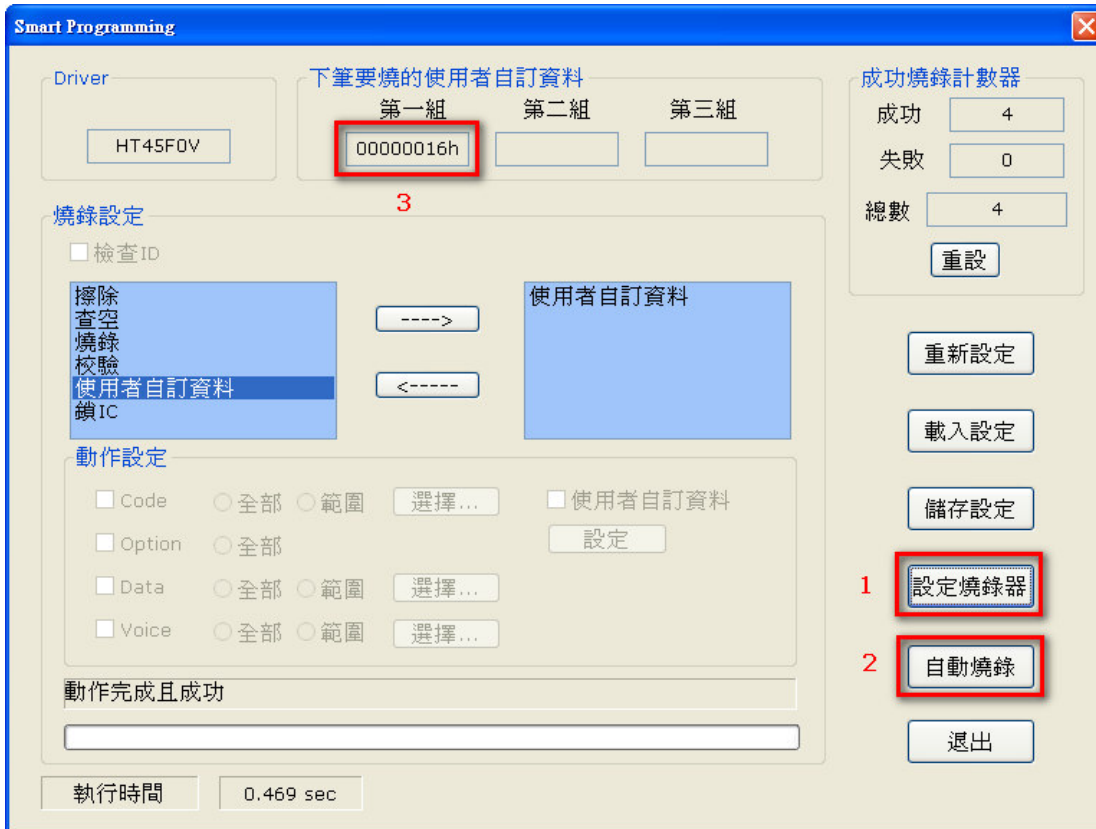 Smart Programming
Driver
HT45F0V
下筆要燒的使用者自訂資料
第一組 第二組 第三組
00000016h
3
成功燒錄計數器
成功 4
失敗 0
總數 4
重設
燒錄設定
檢查ID
擦除
查空
燒錄
校驗
使用者自訂資料
鎖IC
---->
<-----
使用者自訂資料
動作設定
Code 全部 範圍 選擇... 使用者自訂資料
Option 全部 設定
Data 全部 範圍 選擇...
Voice 全部 範圍 選擇...
動作完成且成功
執行時間 0.469 sec
重新設定
載入設定
儲存設定
1 設定燒錄器
2 自動燒錄
退出